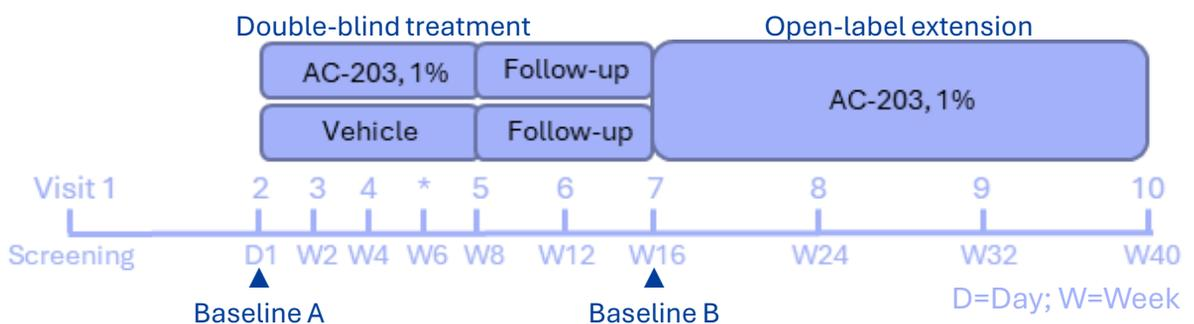 Double-blind treatment
Open-label extension
AC-203, 1%
Follow-up
AC-203, 1%
Vehicle
Follow-up
Visit 1 2 3 4 * 5 6 7 8 9 10
Screening D1 W2 W4 W6 W8 W12 W16 W24 W32 W40
Baseline A
Baseline B
D=Day; W=Week